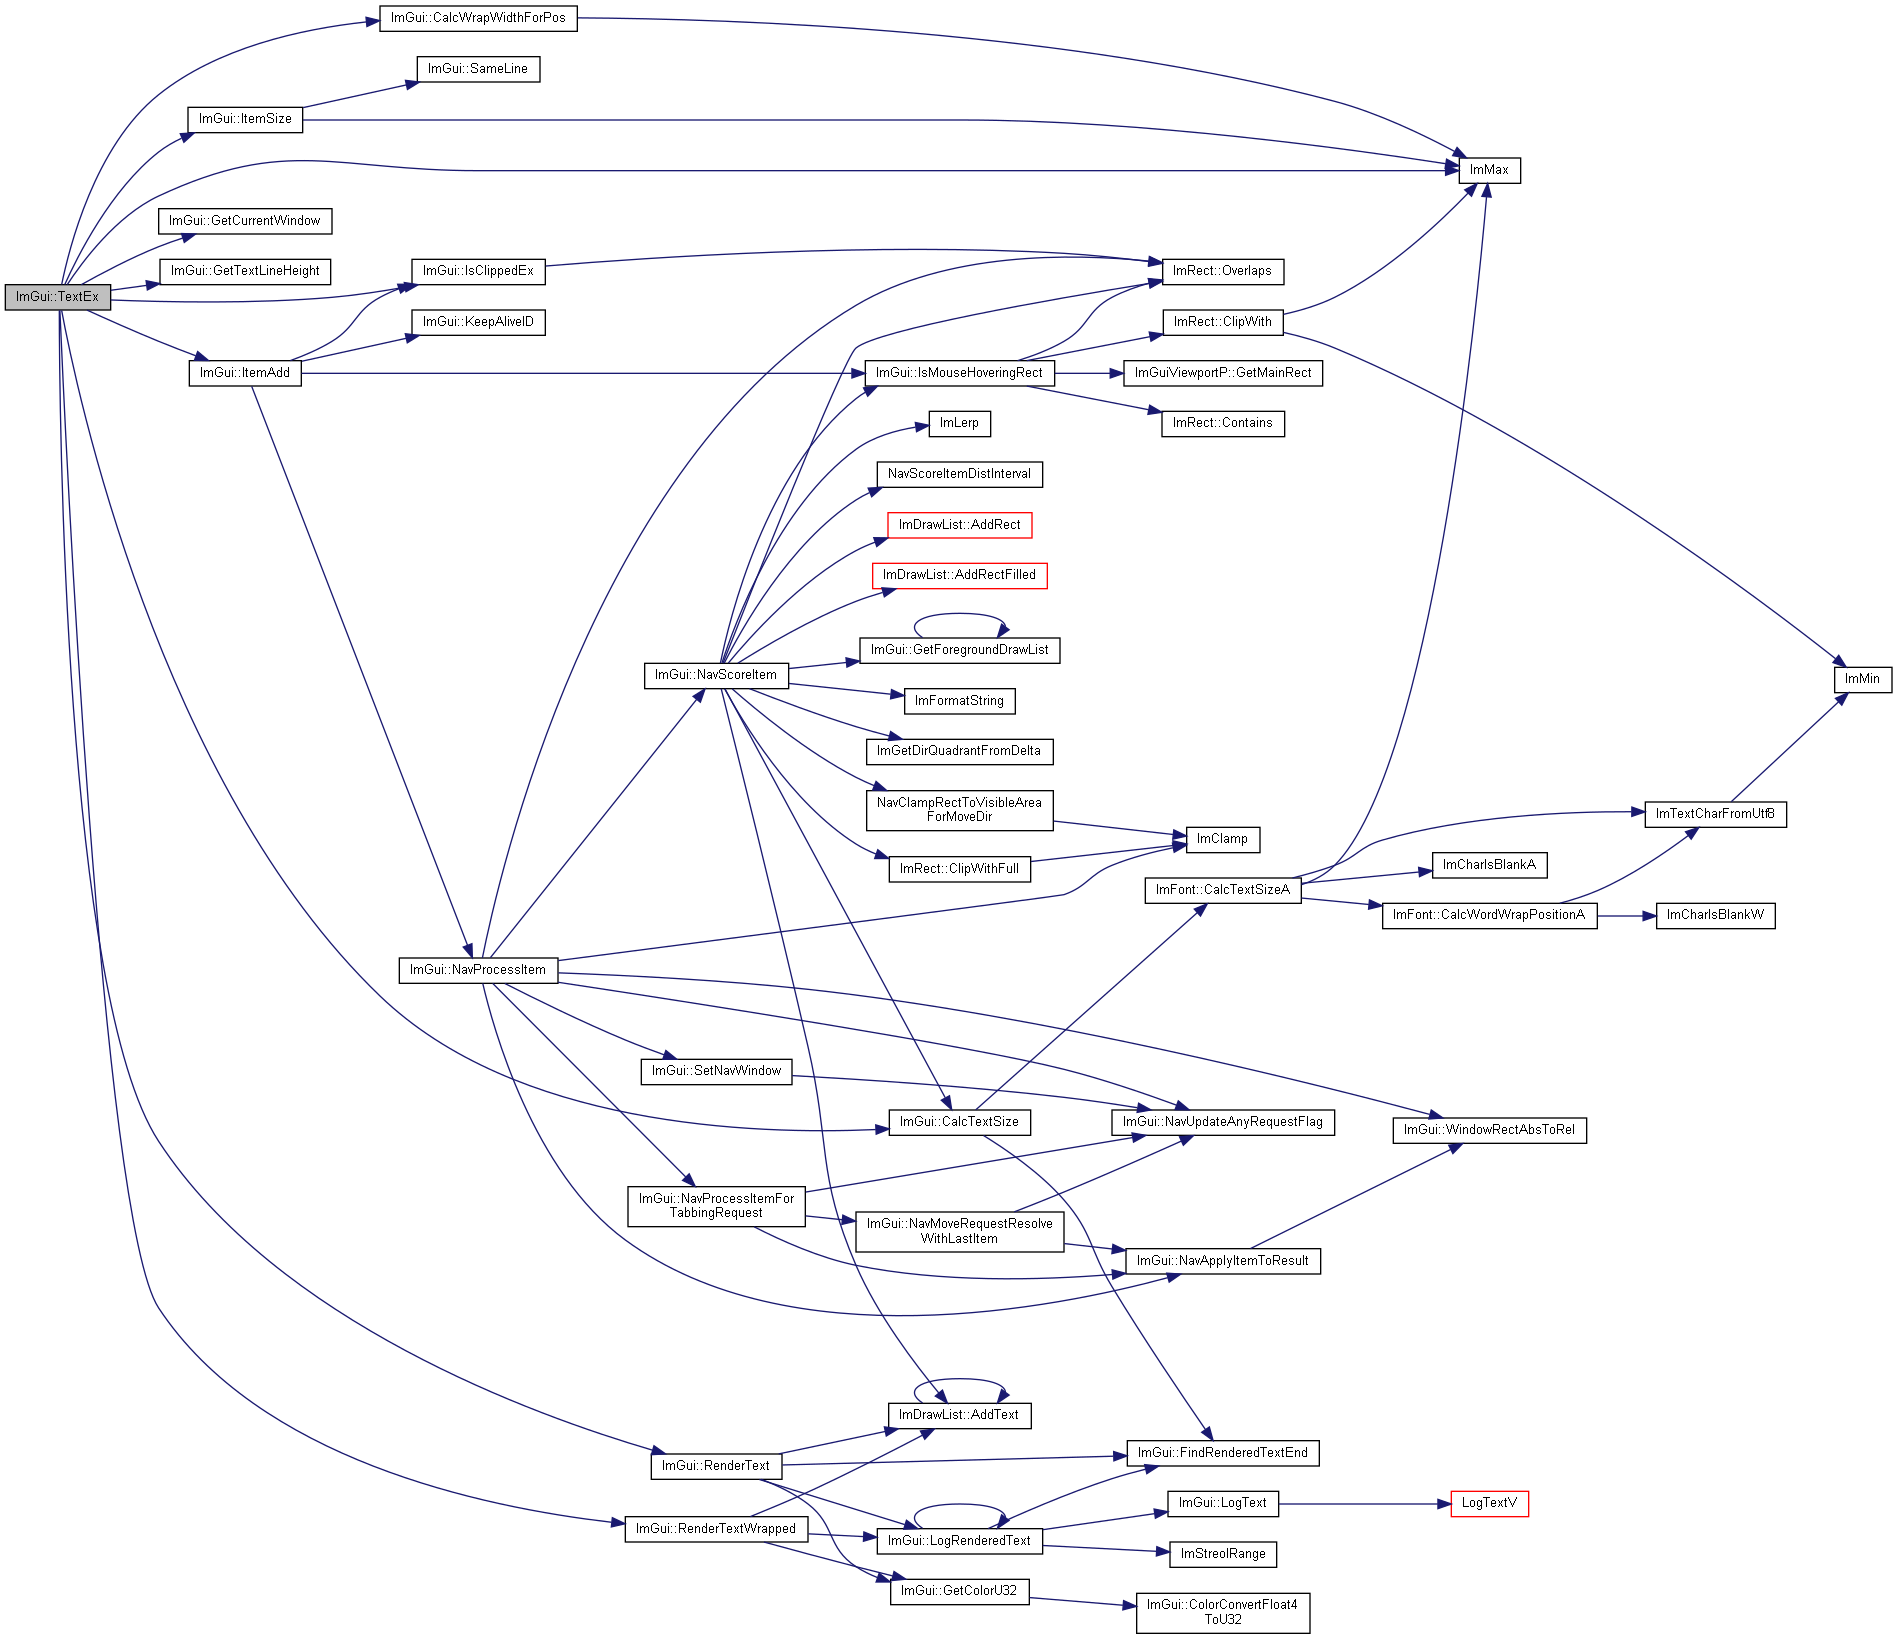 ImGui::CalcWrapWidthForPos
ImGui::SameLine
ImGui::ItemSize
ImMax
ImGui::GetCurrentWindow
ImGui::GetTextLineHeight
ImGui::IsClippedEx
ImRect::Overlaps
ImGui::TextEx
ImGui::KeepAliveID
ImRect::ClipWith
ImGui::ItemAdd
ImGui::IsMouseHoveringRect
ImGuiViewportP::GetMainRect
ImLerp
ImRect::Contains
NavScoreItemDistInterval
ImDrawList::AddRect
ImDrawList::AddRectFilled
ImGui::GetForegroundDrawList
ImGui::NavScoreItem
ImMin
ImFormatString
ImGetDirQuadrantFromDelta
NavClampRectToVisibleArea
ForMoveDir
ImTextCharFromUtf8
ImClamp
ImRect::ClipWithFull
ImCharIsBlankA
ImFont::CalcTextSizeA
ImFont::CalcWordWrapPositionA
ImCharIsBlankW
ImGui::NavProcessItem
ImGui::SetNavWindow
ImGui::CalcTextSize
ImGui::NavUpdateAnyRequestFlag
ImGui::WindowRectAbsToRel
ImGui::NavProcessItemFor
TabbingRequest
ImGui::NavMoveRequestResolve
WithLastItem
ImGui::NavApplyItemToResult
ImDrawList::AddText
ImGui::FindRenderedTextEnd
ImGui::RenderText
ImGui::LogText
LogTextV
ImGui::RenderTextWrapped
ImGui::LogRenderedText
ImStreolRange
ImGui::GetColorU32
ImGui::ColorConvertFloat4
ToU32